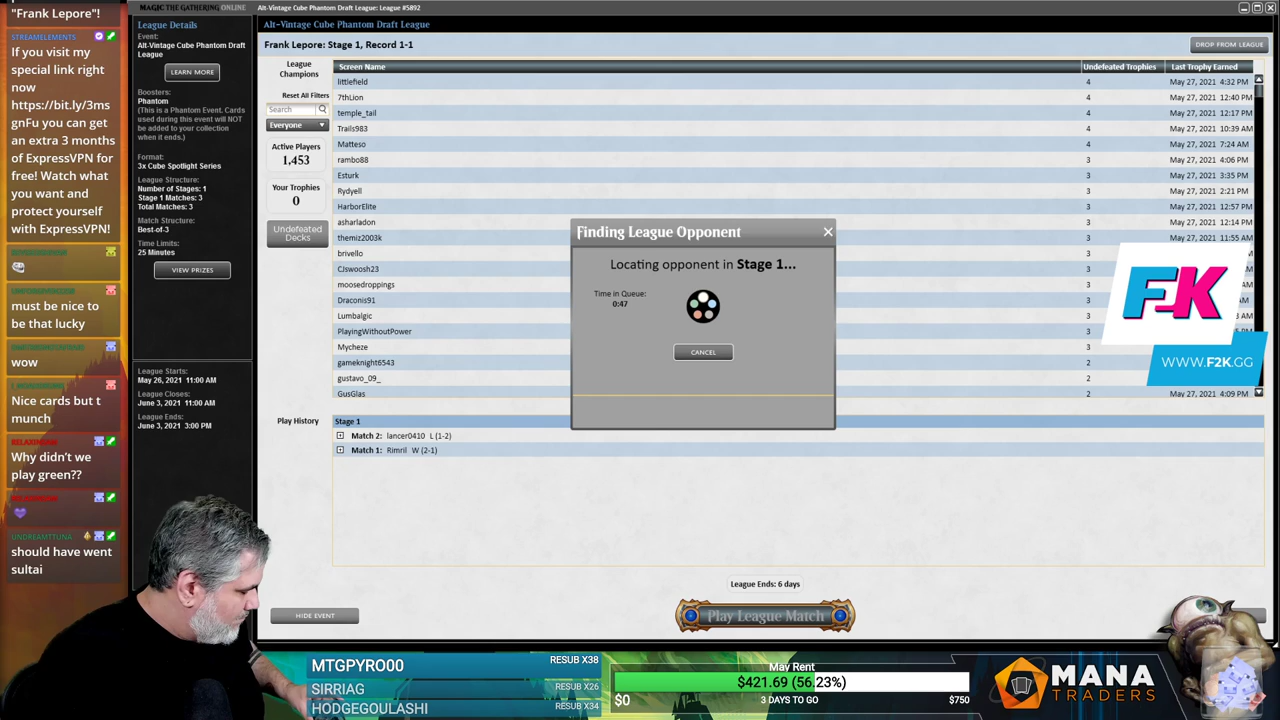 "Frank Lepore"!
STREAMELEMENTS
If you visit my
special link right
now
https://bit.ly/3ms
gnFu you can get
an extra 3 months
of ExpressVPN for
free! Watch what
you want and
protect yourself
with ExpressVPN!
must be nice to
be that lucky
wow
Nice cards but t
munch
Why didn't we
play green??
UNDREAMTTUNA
should have went
sultai
MAGIC THE GATHERING ONLINE
Alt-Vintage Cube Phantom Draft League: League #5892
League Details
Event:
Alt-Vintage Cube Phantom Draft
League
LEARN MORE
Boosters:
Phantom
(This is a Phantom Event. Cards
used during this event will NOT
be added to your collection
when it ends.)
Format:
3x Cube Spotlight Series
League Structure:
Number of Stages: 1
Stage 1 Matches: 3
Total Matches: 3
Match Structure:
Best-of-3
Time Limits:
25 Minutes
VIEW PRIZES
League Starts:
May 26, 2021 11:00 AM
League Closes:
June 3, 2021 11:00 AM
League Ends:
June 3, 2021 3:00 PM
Alt-Vintage Cube Phantom Draft League
Frank Lepore: Stage 1, Record 1-1
DROP FROM LEAGUE
League
Champions
Reset All Filters
Search
Everyone
Active Players
1,453
Your Trophies
0
Undefeated
Decks
Screen Name Undefeated Trophies Last Trophy Earned
littlefield 4 May 27, 2021 4:32 PM
7thLion 4 May 27, 2021 12:40 PM
temple_tail 4 May 27, 2021 12:17 PM
Trails983 4 May 27, 2021 10:39 AM
Matteso 4 May 27, 2021 7:24 AM
rambo88 3 May 27, 2021 4:06 PM
Esturk 3 May 27, 2021 3:35 PM
Rydyell 3 May 27, 2021 2:21 PM
HarborElite 3 May 27, 2021 12:57 PM
asharladon 3 May 27, 2021 12:14 PM
themiz2003k 3 May 27, 2021 11:55 AM
brivello 3
CJswoosh23 3
moosedroppings 3
Draconis91 3
Lumbalgic 3
PlayingWithoutPower 3
Mycheze 3
gameknight6543 2
gustavo_09_ 2
GusGlas 2 May 27, 2021 4:09 PM
Finding League Opponent
Locating opponent in Stage 1...
Time in Queue:
0:47
CANCEL
F2K
WWW.F2K.GG
Play History
Stage 1
Match 2: lancer0410 L (1-2)
Match 1: Rimril W (2-1)
League Ends: 6 days
HIDE EVENT
Play League Match
MTGPYRO00 RESUB X38
SIRRIAG RESUB X26
HODGEGOULASHI RESUB X34
May Rent
$421.69 (56.23%)
$0 3 DAYS TO GO $750
MANA
TRADERS